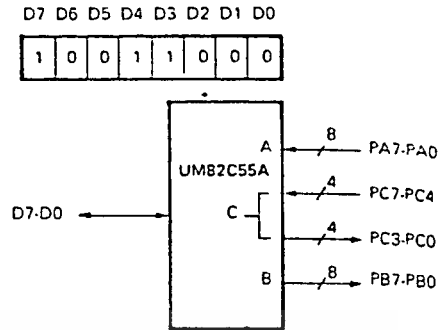 D7 D6 D5 D4 D3 D2 D1 D0
1 0 0 1 1 0 0 0
A 8 PA7-PA0
UM82C55A
4 PC7-PC4
D7-D0 C
4 PC3-PC0
B 8 PB7-PB0